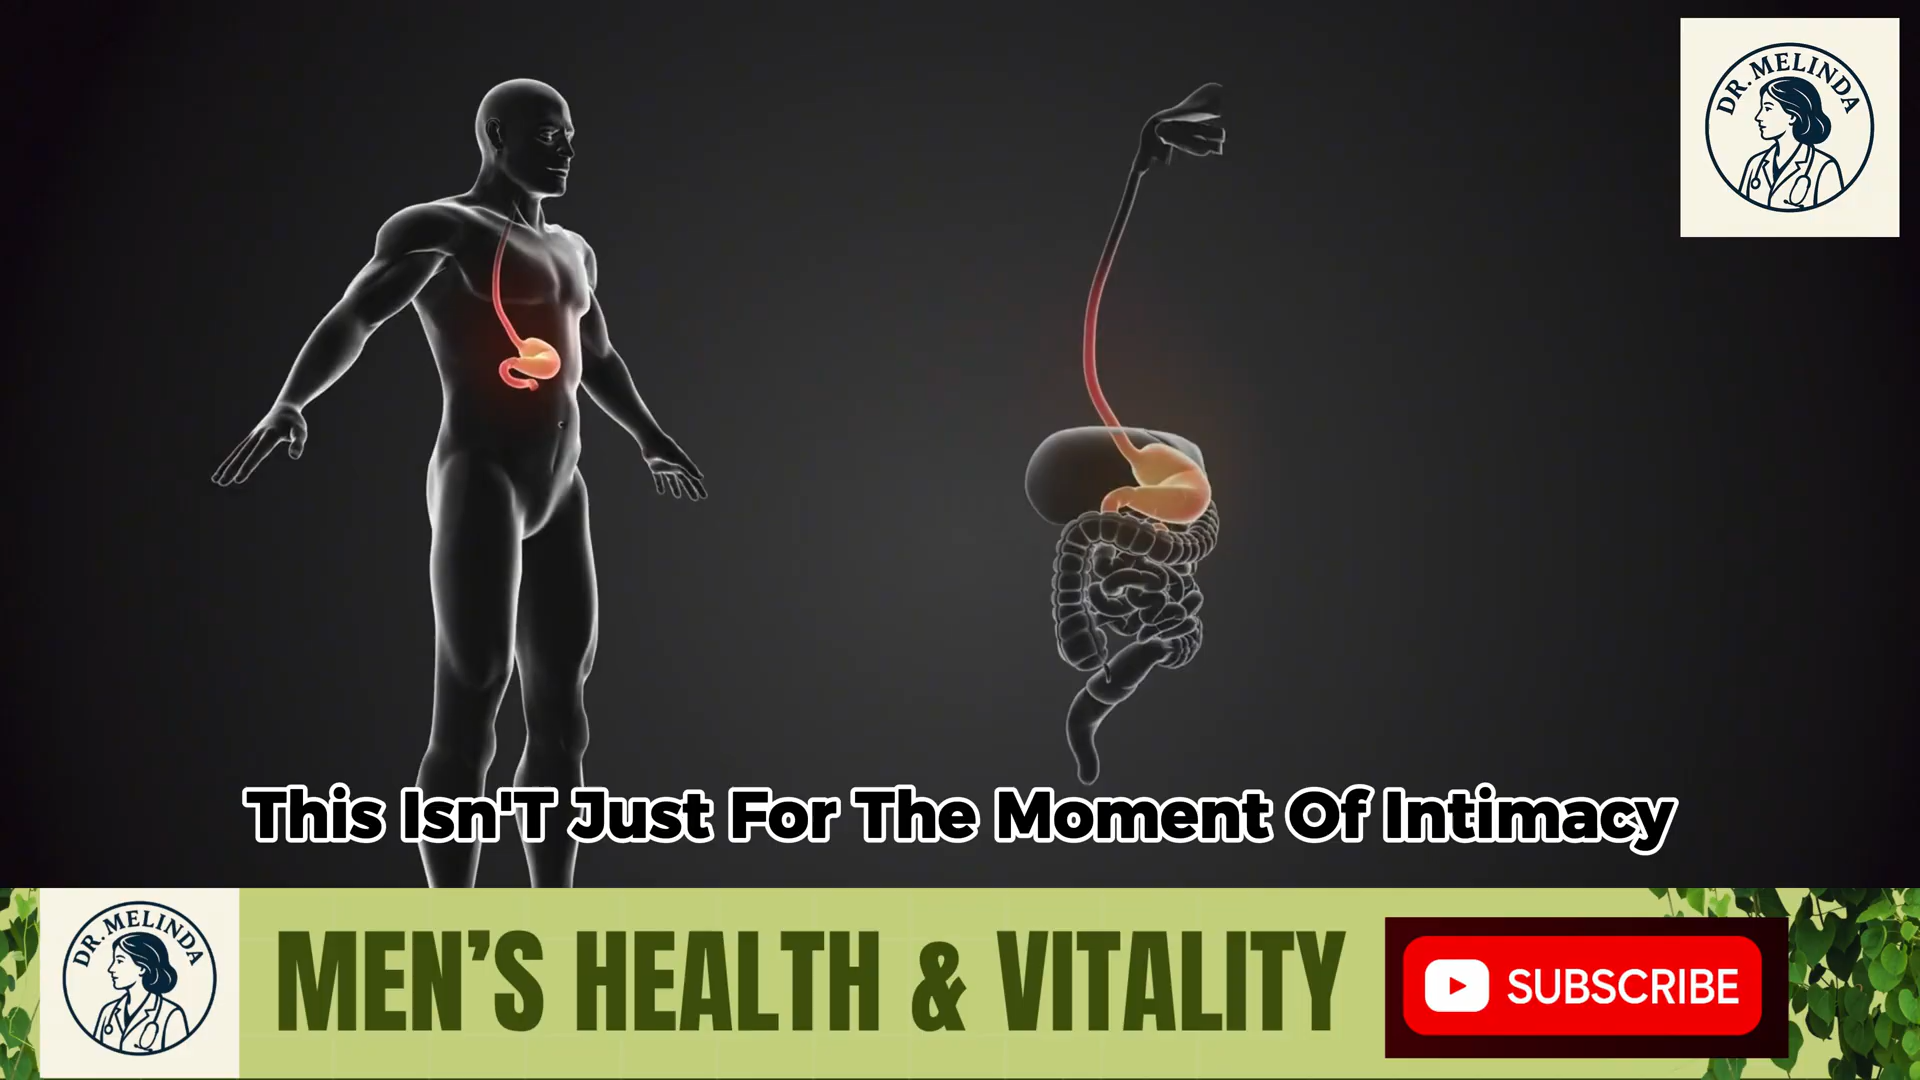 DR. MELINDA
This Isn'T Just For The Moment Of Intimacy
DR. MELINDA
MEN'S HEALTH & VITALITY
SUBSCRIBE